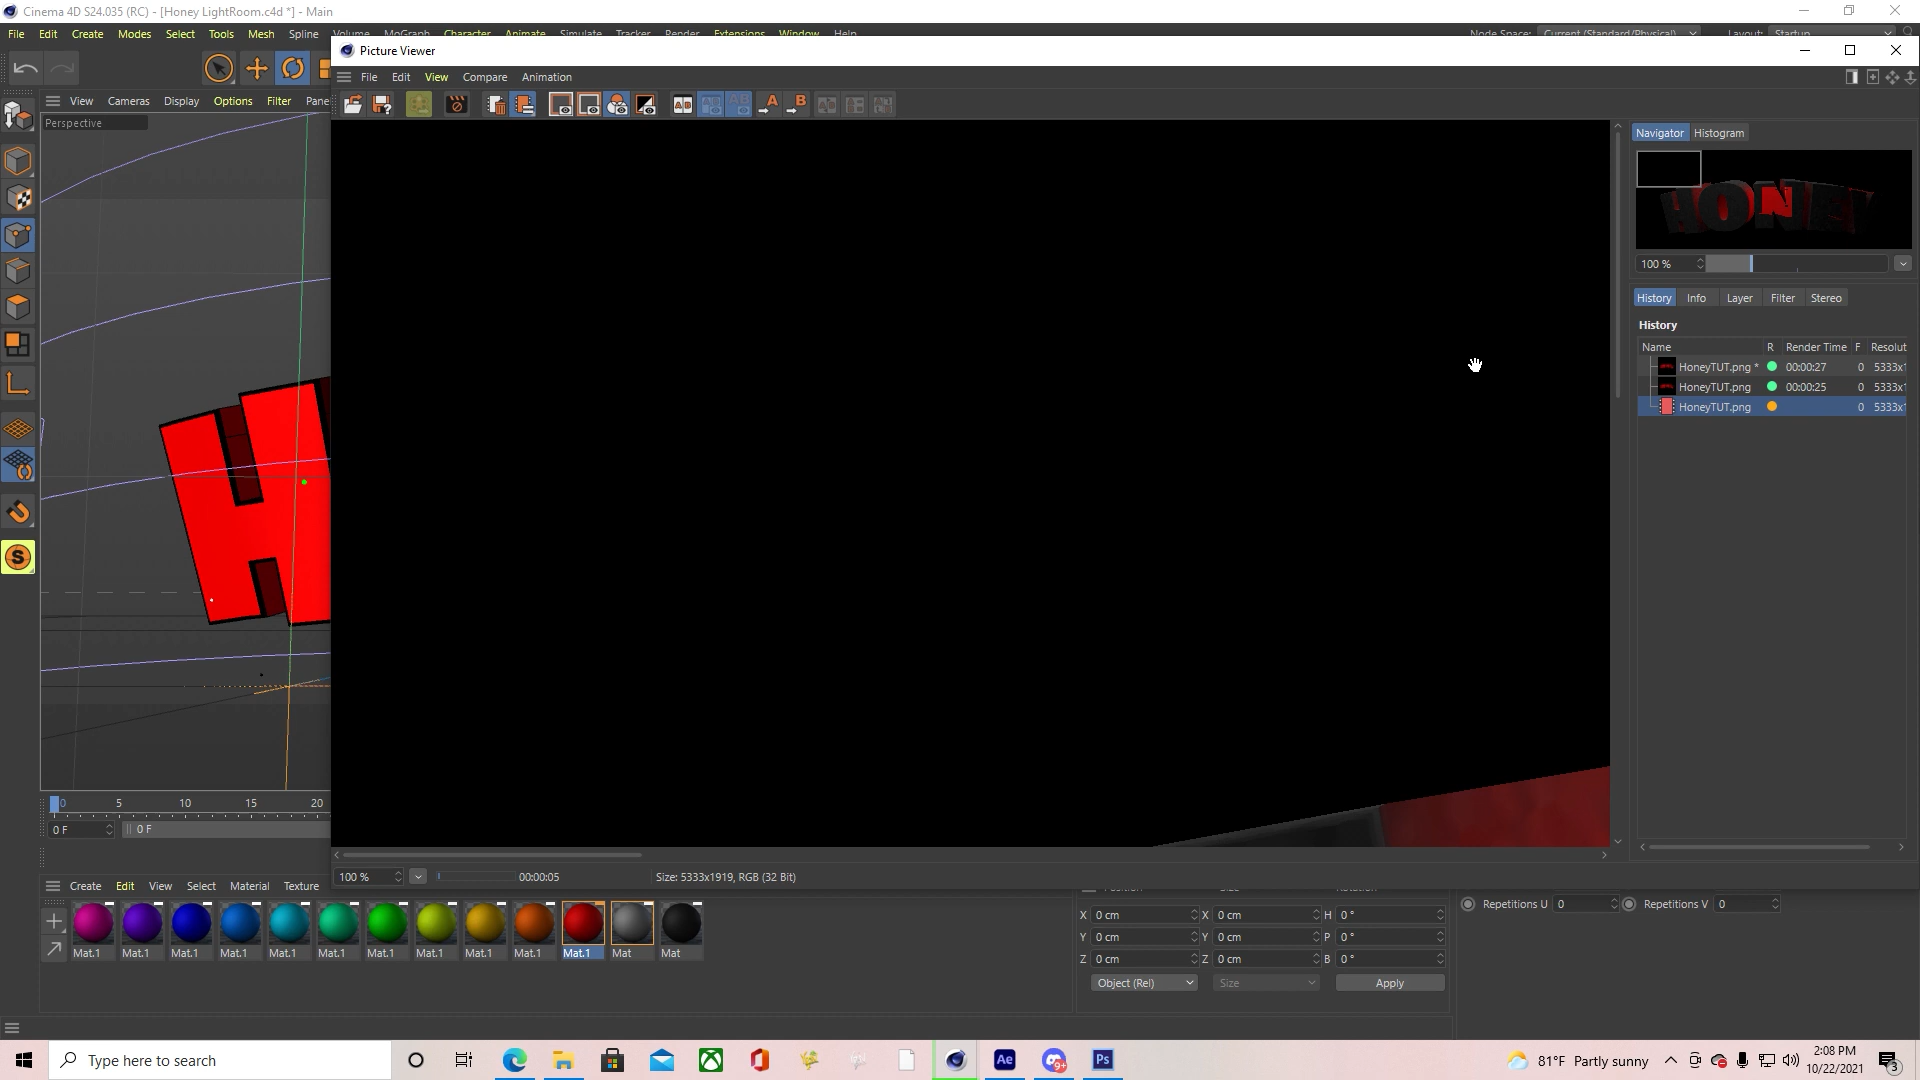 Cinema 4D S24.035 (RC) - [Honey LightRoom.c4d *] - Main
File Edit Create Modes Select Tools Mesh Spline Volume MoGraph Character Animate Simulate Tracker Render Extensions Window Help Node Space: Current (Standard/Physical) Layout: Startup
Picture Viewer
File Edit View Compare Animation
View Cameras Display Options Filter Pane
Perspective
Navigator Histogram
HONEY
100 %
History Info Layer Filter Stereo
History
Name R Render Time F Resolut
HoneyTUT.png * 00:00:27 0 5333x1
HoneyTUT.png 00:00:25 0 5333x1
HoneyTUT.png 0 5333x1
H
0 5 10 15 20
0 F 0 F
100 % 00:00:05 Size: 5333x1919, RGB (32 Bit)
Create Edit View Select Material Texture
Mat.1 Mat.1 Mat.1 Mat.1 Mat.1 Mat.1 Mat.1 Mat.1 Mat.1 Mat.1 Mat.1 Mat Mat
X 0 cm X 0 cm H 0 °
Y 0 cm Y 0 cm P 0 °
Z 0 cm Z 0 cm B 0 °
Object (Rel) Size Apply
Repetitions U 0 Repetitions V 0
Type here to search
Ae
9+
Ps
81°F Partly sunny
2:08 PM
10/22/2021
3